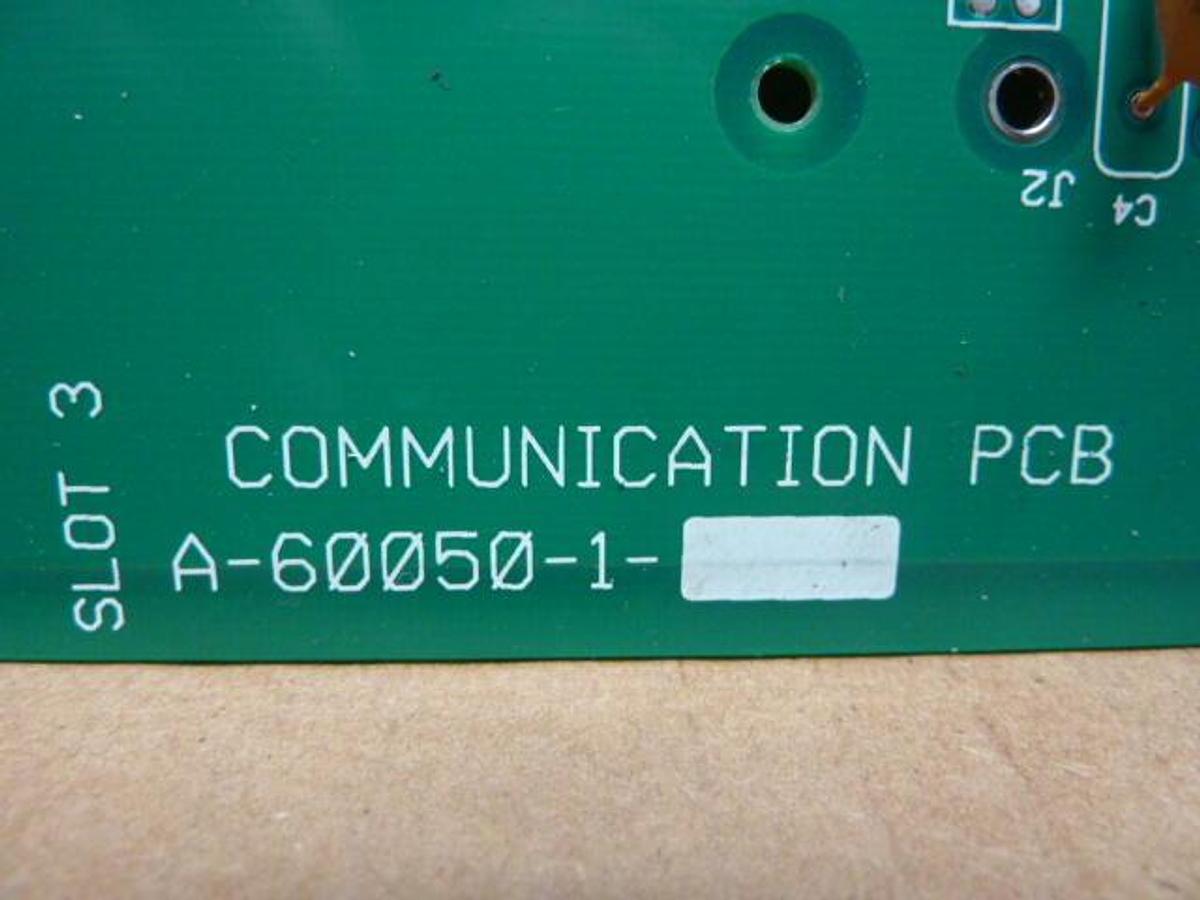 J2
C4
SLOT 3
COMMUNICATION PCB
A-60050-1-